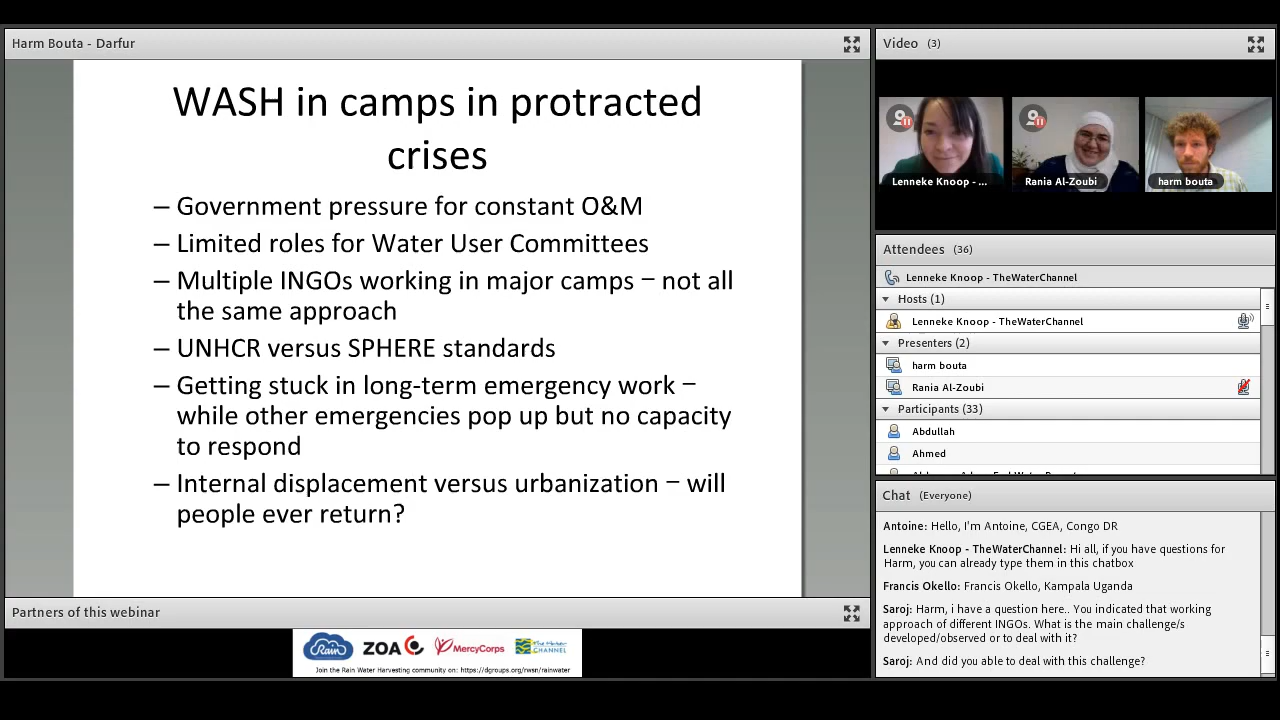 Harm Bouta - Darfur
WASH in camps in protracted
crises
– Government pressure for constant O&M
– Limited roles for Water User Committees
– Multiple INGOs working in major camps – not all
the same approach
– UNHCR versus SPHERE standards
– Getting stuck in long-term emergency work –
while other emergencies pop up but no capacity
to respond
– Internal displacement versus urbanization – will
people ever return?
Partners of this webinar
Rain
ZOA
MercyCorps
CHANNEL
Join the Rain Water Harvesting community on: https://dgroups.org/rwsn/rainwater
Video (3)
Lenneke Knoop - ...
Rania Al-Zoubi
harm bouta
Attendees (36)
Lenneke Knoop - TheWaterChannel
Hosts (1)
Lenneke Knoop - TheWaterChannel
Presenters (2)
harm bouta
Rania Al-Zoubi
Participants (33)
Abdullah
Ahmed
Chat (Everyone)
Antoine: Hello, I'm Antoine, CGEA, Congo DR
Lenneke Knoop - TheWaterChannel: Hi all, if you have questions for
Harm, you can already type them in this chatbox
Francis Okello: Francis Okello, Kampala Uganda
Saroj: Harm, i have a question here.. You indicated that working
approach of different INGOs. What is the main challenge/s
developed/observed or to deal with it?
Saroj: And did you able to deal with this challenge?